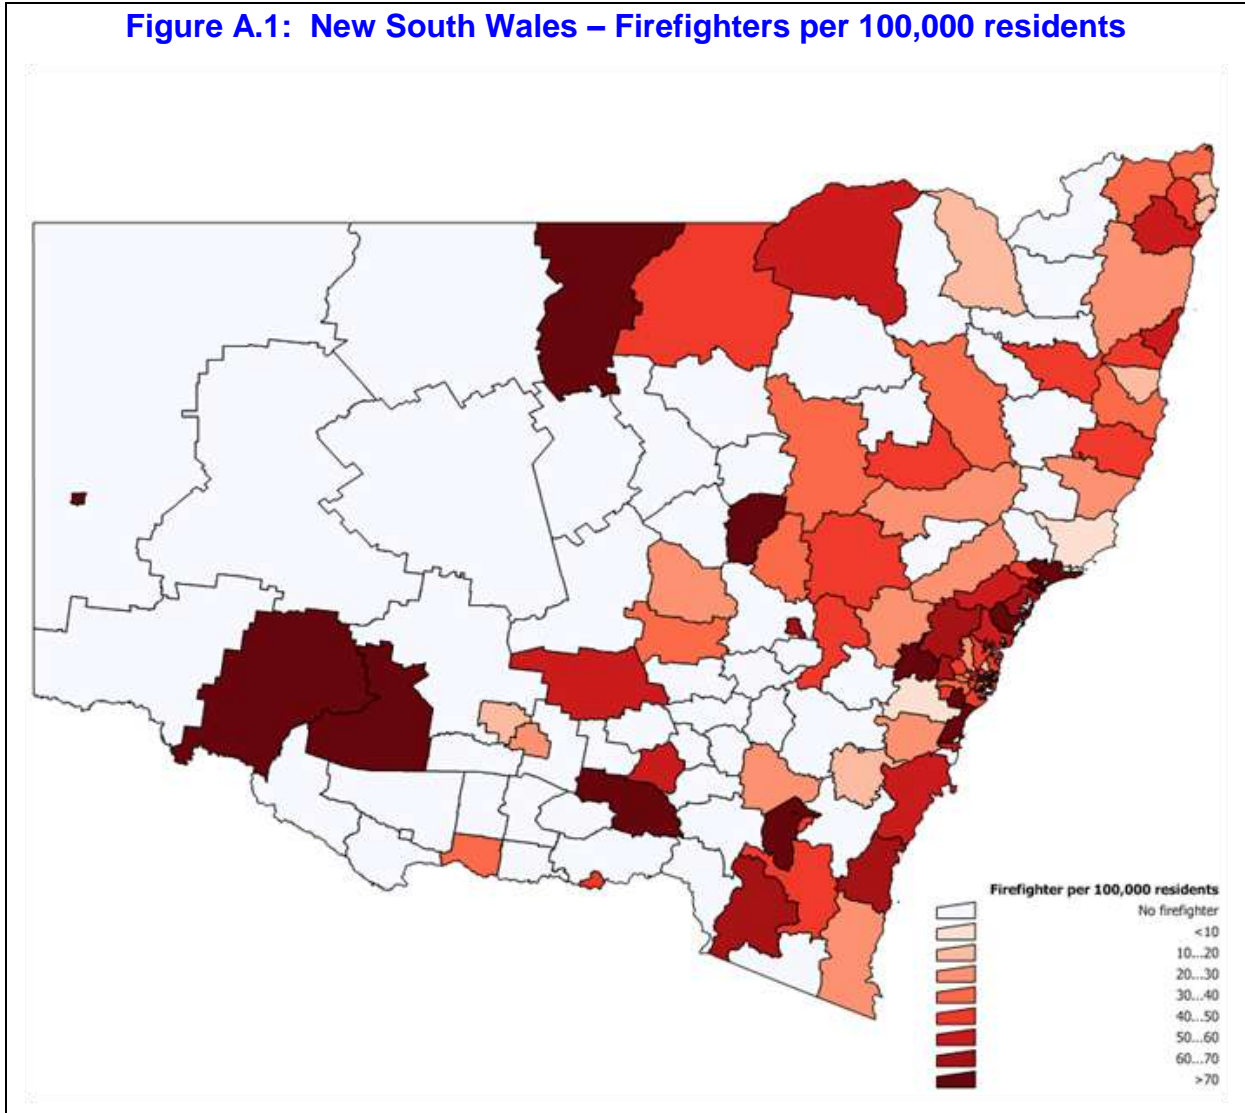 Figure A.1: New South Wales – Firefighters per 100,000 residents
Firefighter per 100,000 residents
No firefighter
<10
10...20
20...30
30...40
40...50
50...60
60...70
>70